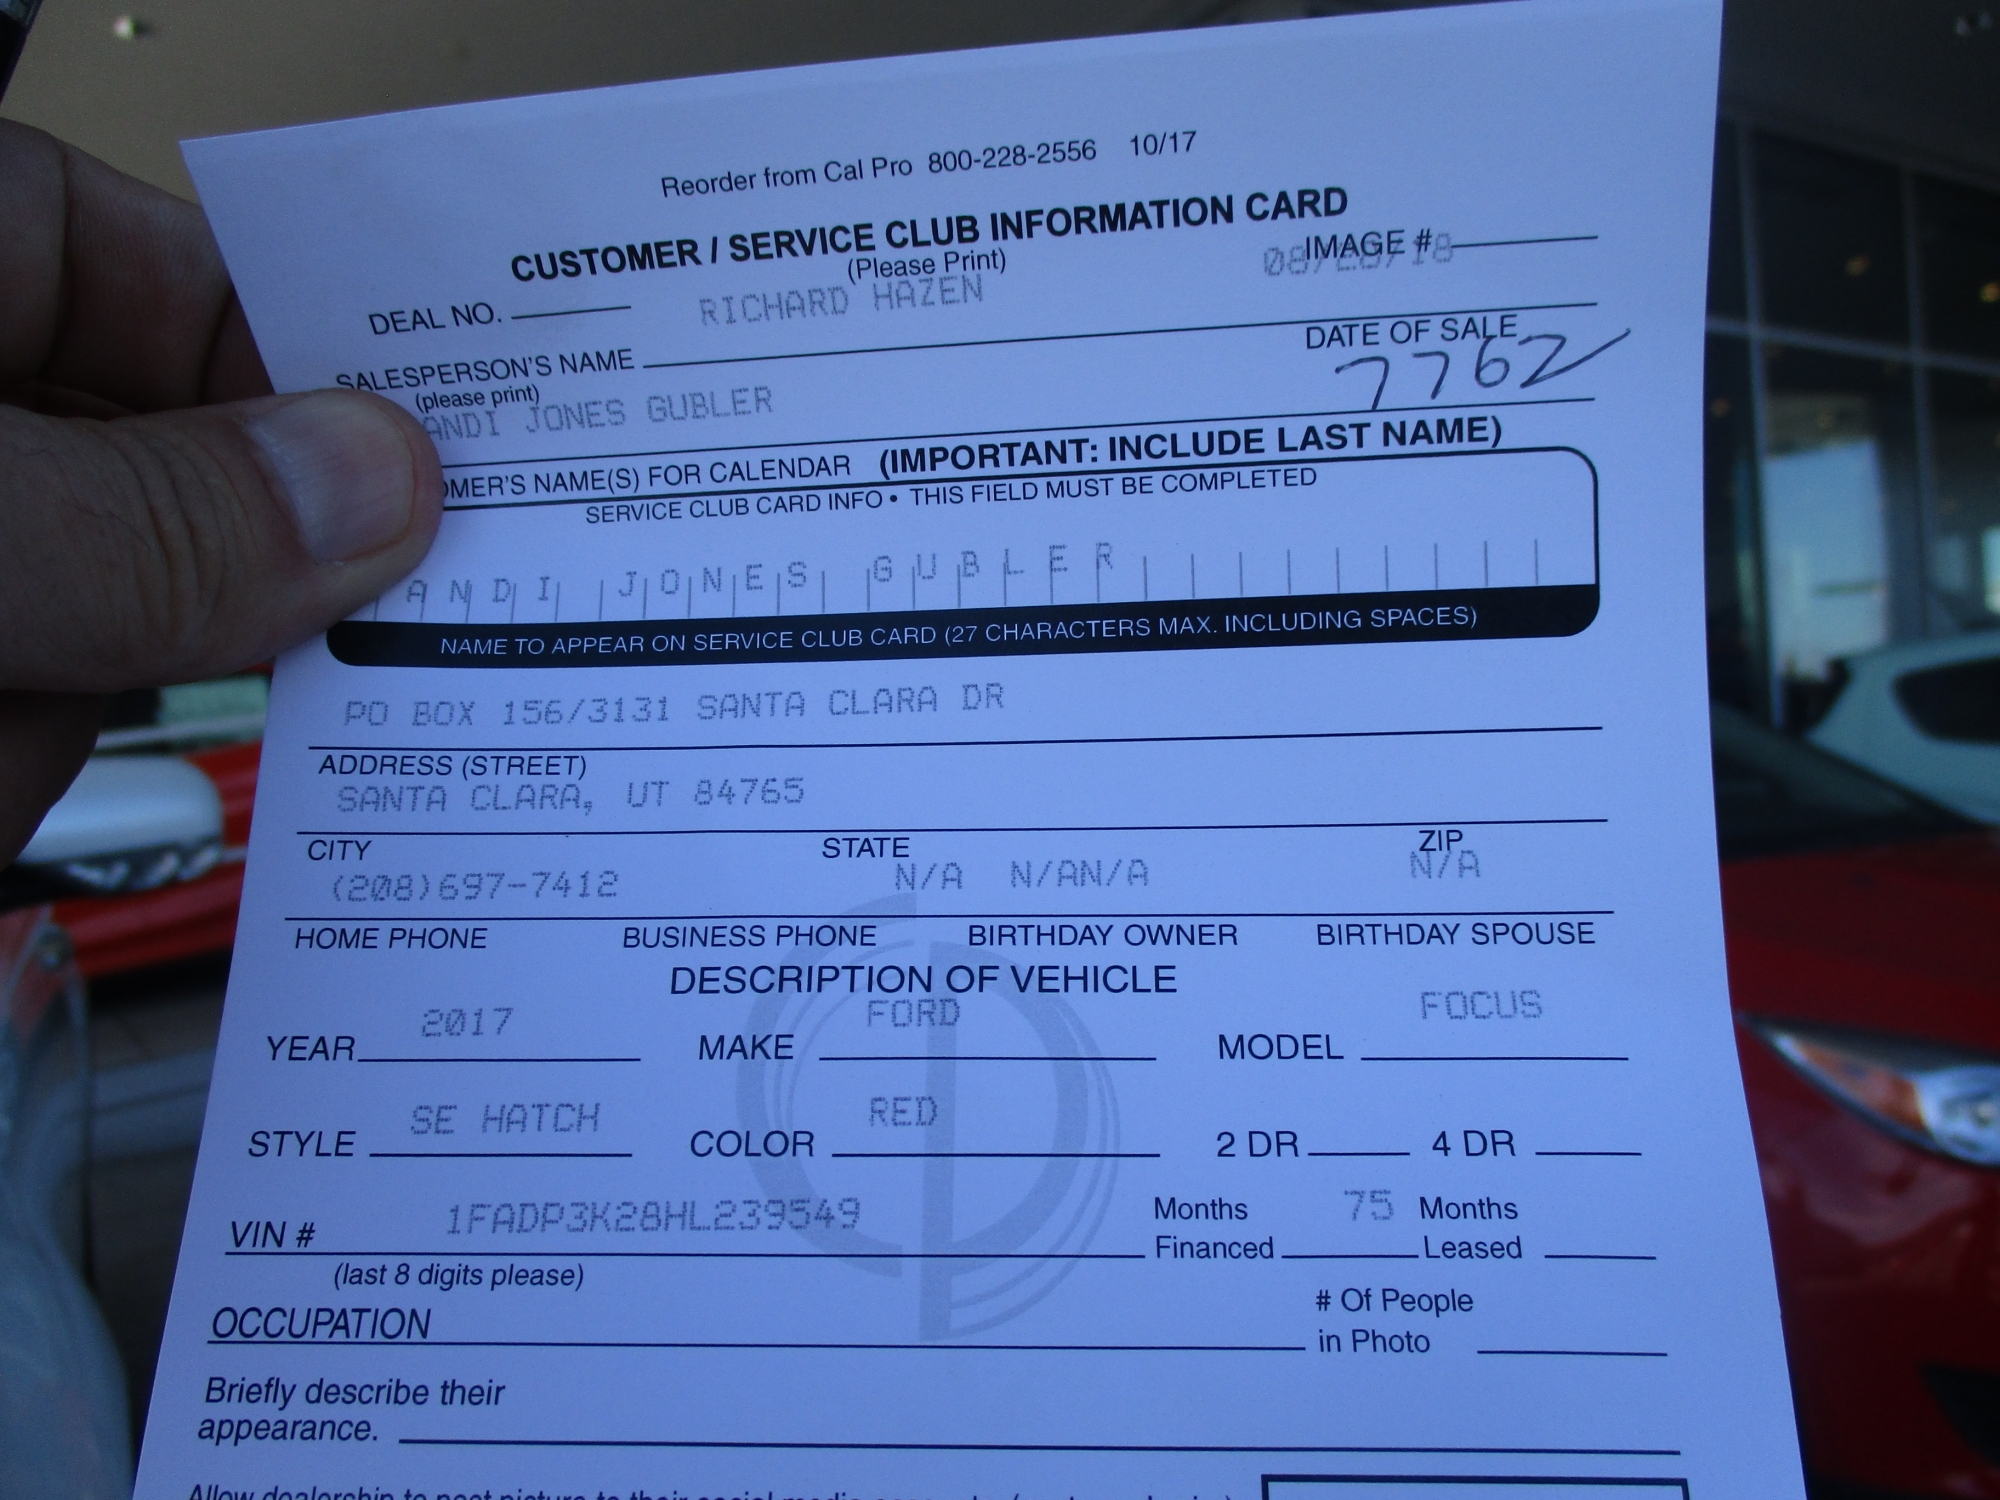 Reorder from Cal Pro 800-228-2556 10/17
CUSTOMER / SERVICE CLUB INFORMATION CARD
(Please Print)
IMAGE #
08/28/18
DEAL NO.
RICHARD HAZEN
SALESPERSON'S NAME
(please print)
DATE OF SALE
7762
ANDI JONES GUBLER
OMER'S NAME(S) FOR CALENDAR (IMPORTANT: INCLUDE LAST NAME)
SERVICE CLUB CARD INFO • THIS FIELD MUST BE COMPLETED
ANDI JONES GUBLER
NAME TO APPEAR ON SERVICE CLUB CARD (27 CHARACTERS MAX. INCLUDING SPACES)
PO BOX 156/3131 SANTA CLARA DR
ADDRESS (STREET)
SANTA CLARA, UT 84765
CITY STATE ZIP
(208)697-7412 N/A N/AN/A N/A
HOME PHONE BUSINESS PHONE BIRTHDAY OWNER BIRTHDAY SPOUSE
DESCRIPTION OF VEHICLE
YEAR 2017 MAKE FORD MODEL FOCUS
STYLE SE HATCH COLOR RED 2 DR 4 DR
VIN # 1FADP3K28HL239549 Months Financed 75 Months Leased
(last 8 digits please)
OCCUPATION # Of People in Photo
Briefly describe their
appearance.